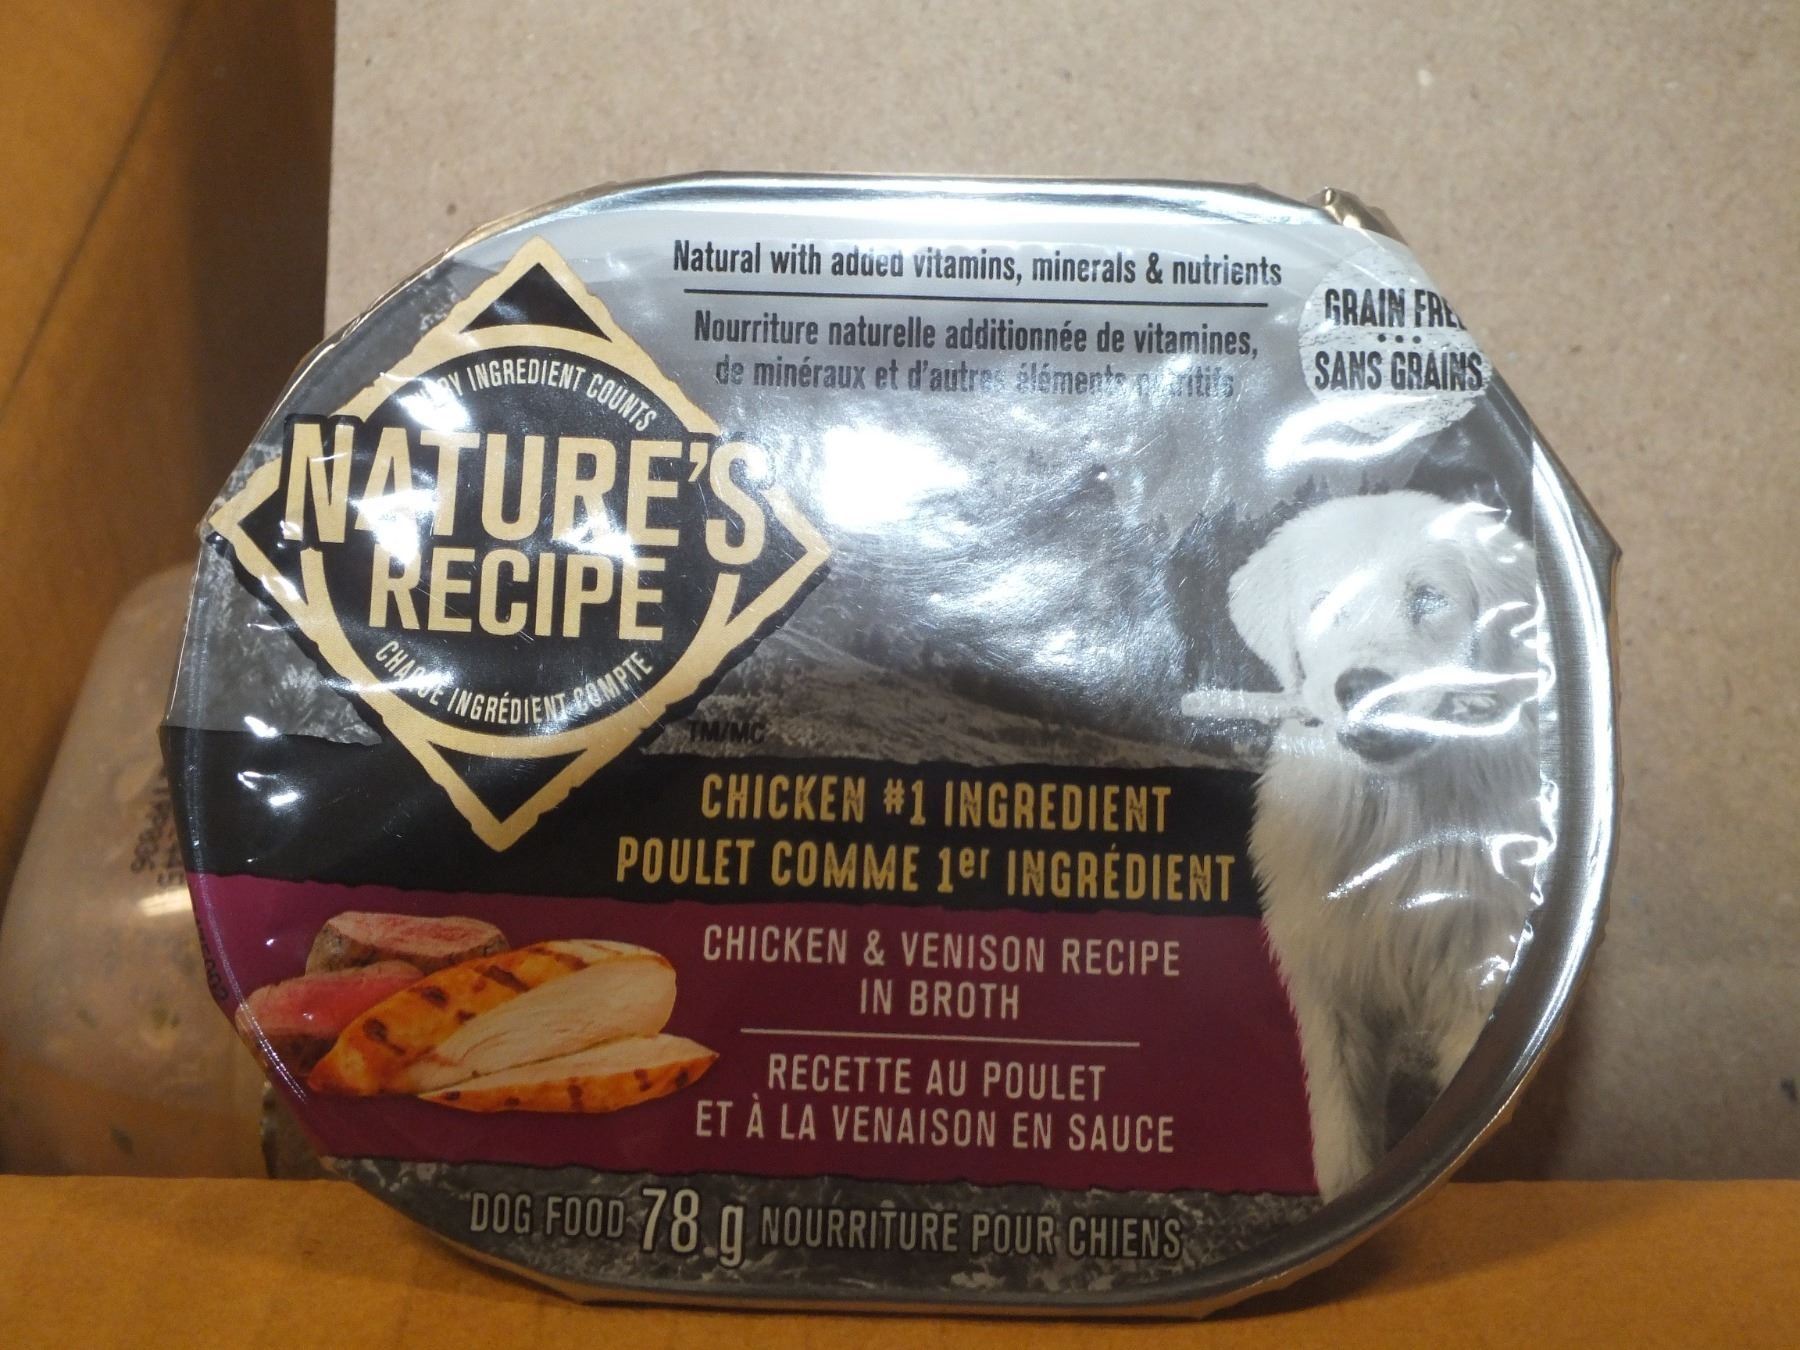 Natural with added vitamins, minerals & nutrients
Nourriture naturelle additionnée de vitamines,
de minéraux et d'autres éléments
GRAIN
SANS GRAINS
INGREDIENT COUNTS
NATURE'S
RECIPE
CHAQUE INGRÉDIENT COMPTE
TM/MC
CHICKEN #1 INGREDIENT
POULET COMME 1er INGRÉDIENT
CHICKEN & VENISON RECIPE
IN BROTH
RECETTE AU POULET
ET À LA VENAISON EN SAUCE
DOG FOOD 78 g NOURRITURE POUR CHIENS